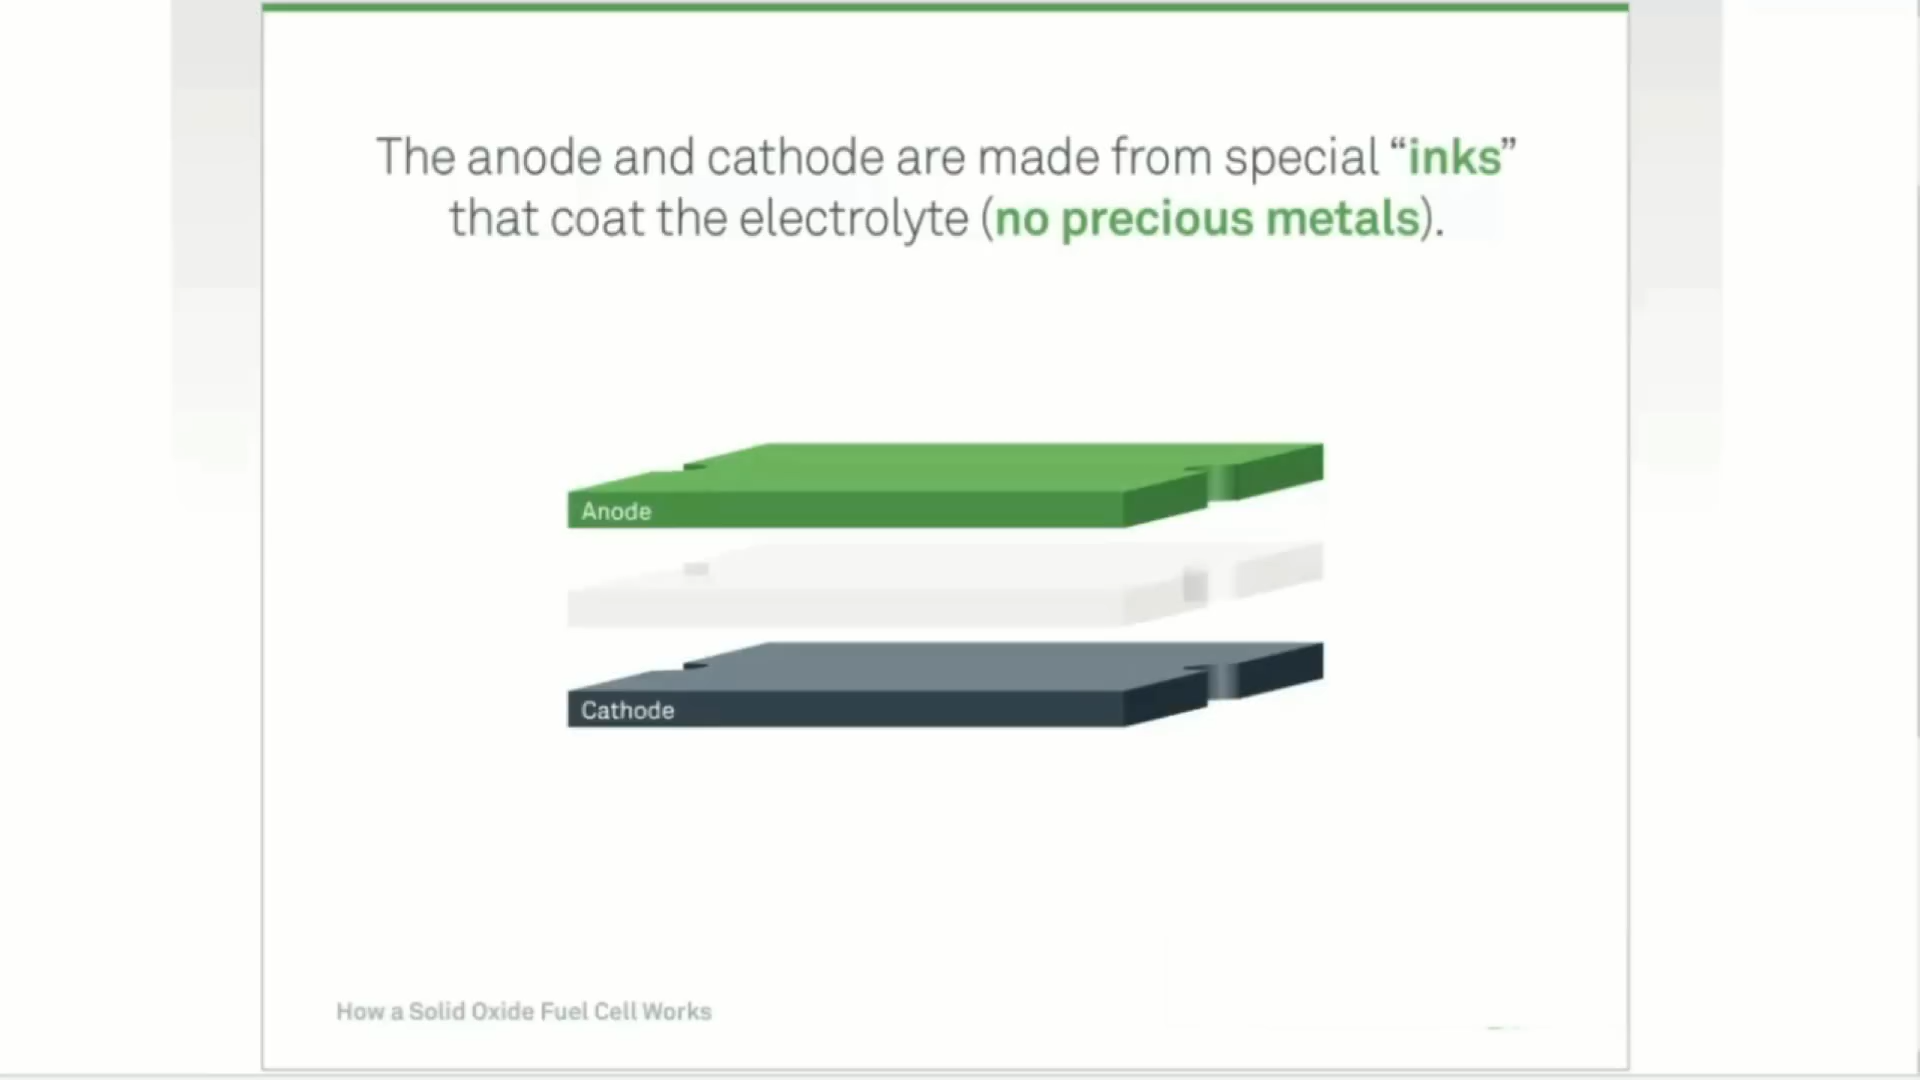 The anode and cathode are made from special “inks”
that coat the electrolyte (no precious metals).
Anode
Cathode
How a Solid Oxide Fuel Cell Works